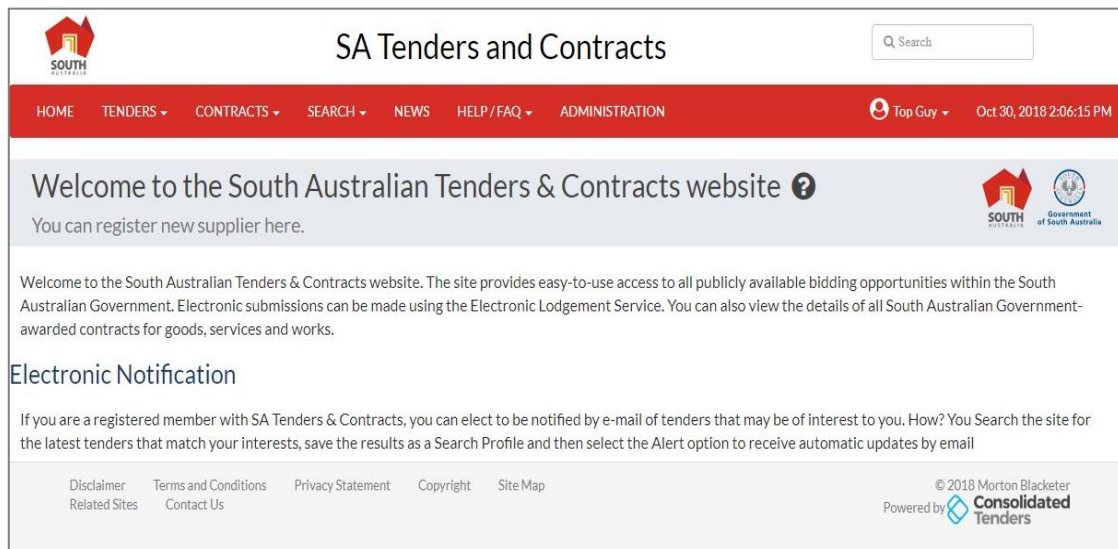 SOUTH
AUSTRALIA
SA Tenders and Contracts
Search
HOME TENDERS CONTRACTS SEARCH NEWS HELP / FAQ ADMINISTRATION Top Guy Oct 30, 2018 2:06:15 PM
Welcome to the South Australian Tenders & Contracts website ?
You can register new supplier here.
SOUTH
AUSTRALIA
Government
of South Australia
Welcome to the South Australian Tenders & Contracts website. The site provides easy-to-use access to all publicly available bidding opportunities within the South
Australian Government. Electronic submissions can be made using the Electronic Lodgement Service. You can also view the details of all South Australian Government-
awarded contracts for goods, services and works.
Electronic Notification
If you are a registered member with SA Tenders & Contracts, you can elect to be notified by e-mail of tenders that may be of interest to you. How? You Search the site for
the latest tenders that match your interests, save the results as a Search Profile and then select the Alert option to receive automatic updates by email
Disclaimer Terms and Conditions Privacy Statement Copyright Site Map
Related Sites Contact Us
© 2018 Morton Blacketer
Powered by Consolidated
Tenders